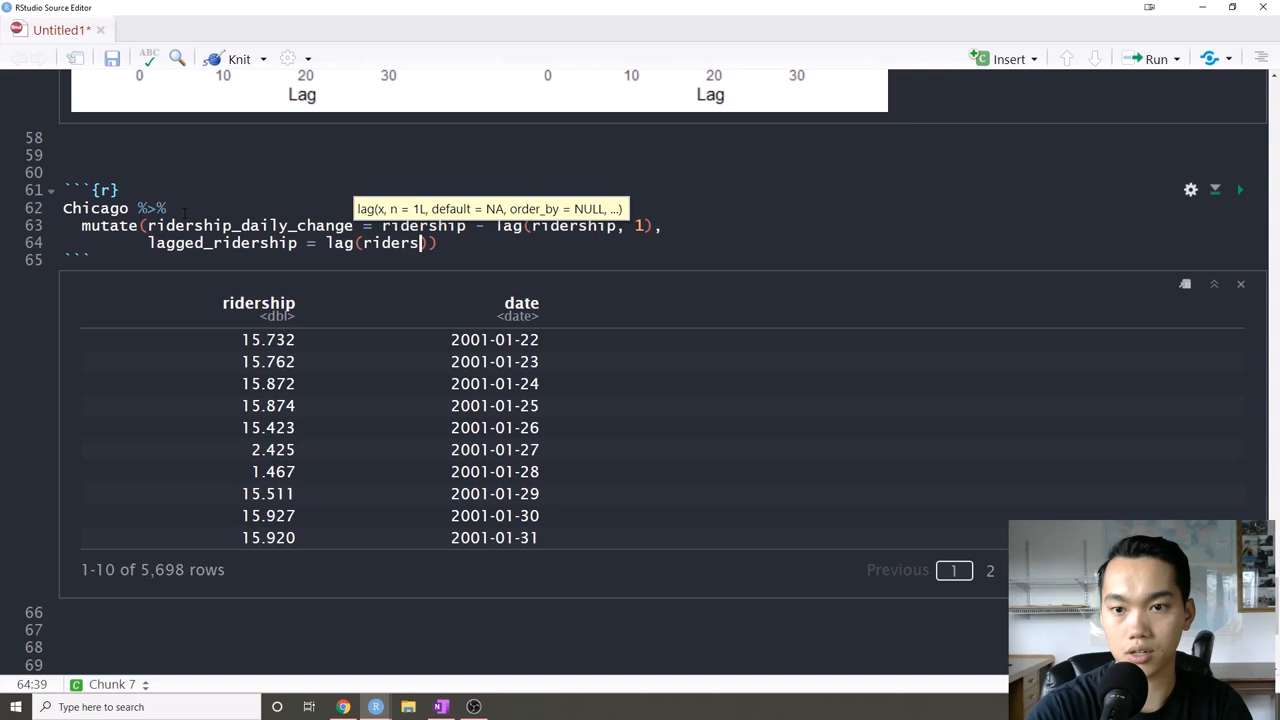 RStudio Source Editor
Untitled1*
ABC Knit Insert Run
0 10 20 30 0 10 20 30
Lag Lag
58
59
60
61 ```{r}
62 Chicago %>%
lag(x, n = 1L, default = NA, order_by = NULL, ...)
63 mutate(ridership_daily_change = ridership - lag(ridership, 1),
64 lagged_ridership = lag(riders))
65 ```
ridership date
<dbl> <date>
15.732 2001-01-22
15.762 2001-01-23
15.872 2001-01-24
15.874 2001-01-25
15.423 2001-01-26
2.425 2001-01-27
1.467 2001-01-28
15.511 2001-01-29
15.927 2001-01-30
15.920 2001-01-31
1-10 of 5,698 rows Previous 1 2
66
67
68
69
64:39 C Chunk 7
Type here to search